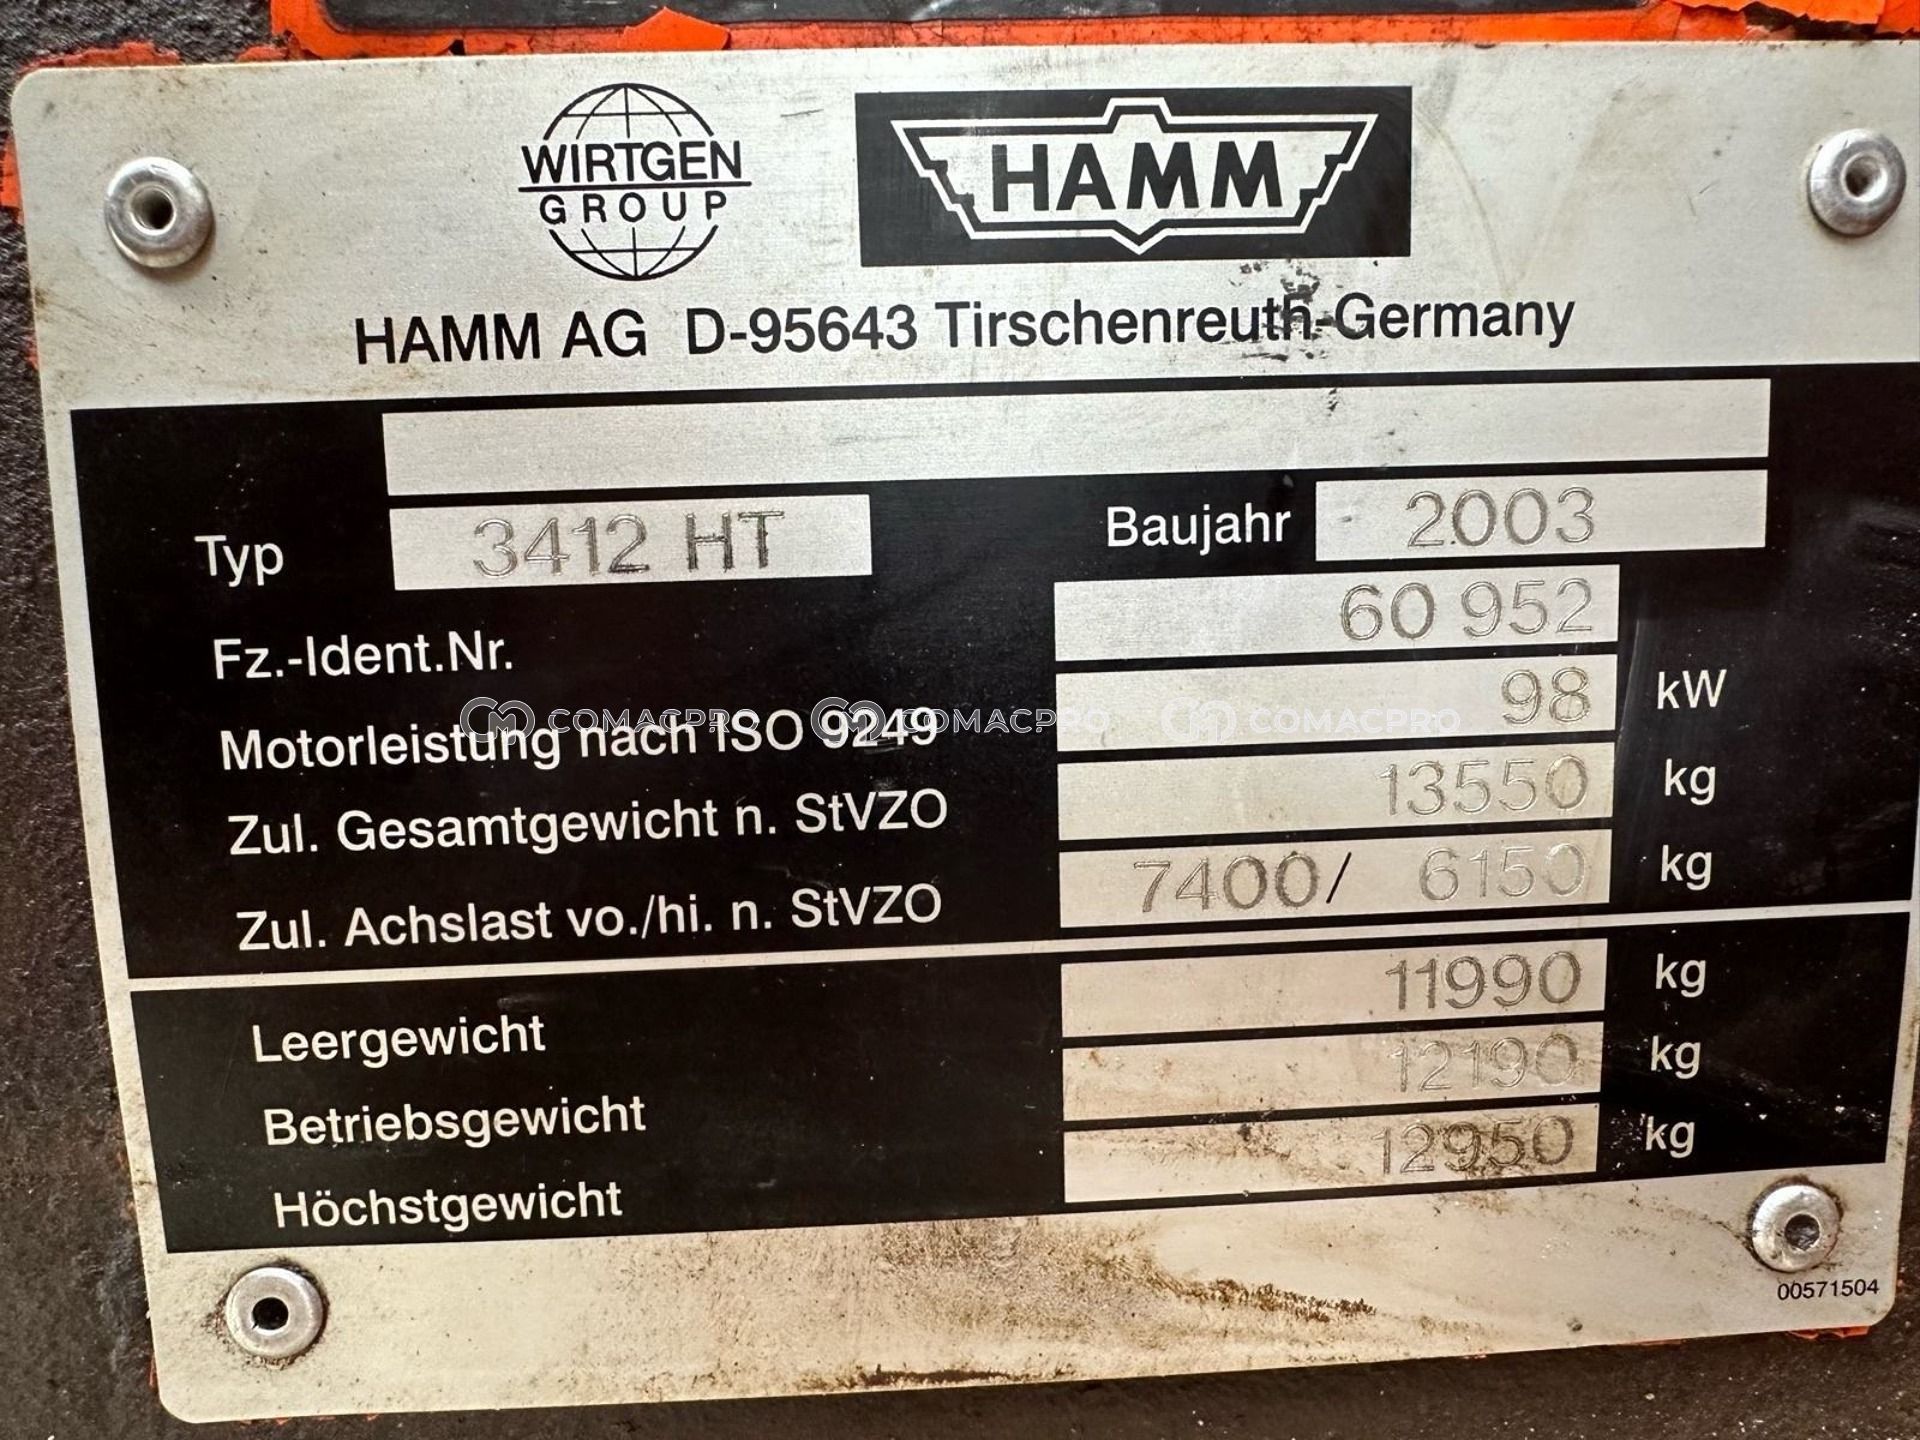 WIRTGEN
GROUP
HAMM
HAMM AG D-95643 Tirschenreuth-Germany
Typ 3412 HT Baujahr 2003
Fz.-Ident.Nr. 60 952
Motorleistung nach ISO 9249 98 kW
COMACPRO COMACPRO COMACPRO
Zul. Gesamtgewicht n. StVZO 13550 kg
Zul. Achslast vo./hi. n. StVZO 7400/ 6150 kg
Leergewicht 11990 kg
Betriebsgewicht 12190 kg
Höchstgewicht 12950 kg
00571504